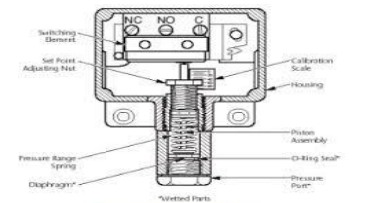 NC NO C
Switching
Element
Set Point
Adjusting Nut
Calibration
Scale
Housing
Pressure Range
Spring
Piston
Assembly
O-Ring Seal*
Diaphragm*
Pressure
Port*
*Wetted Parts